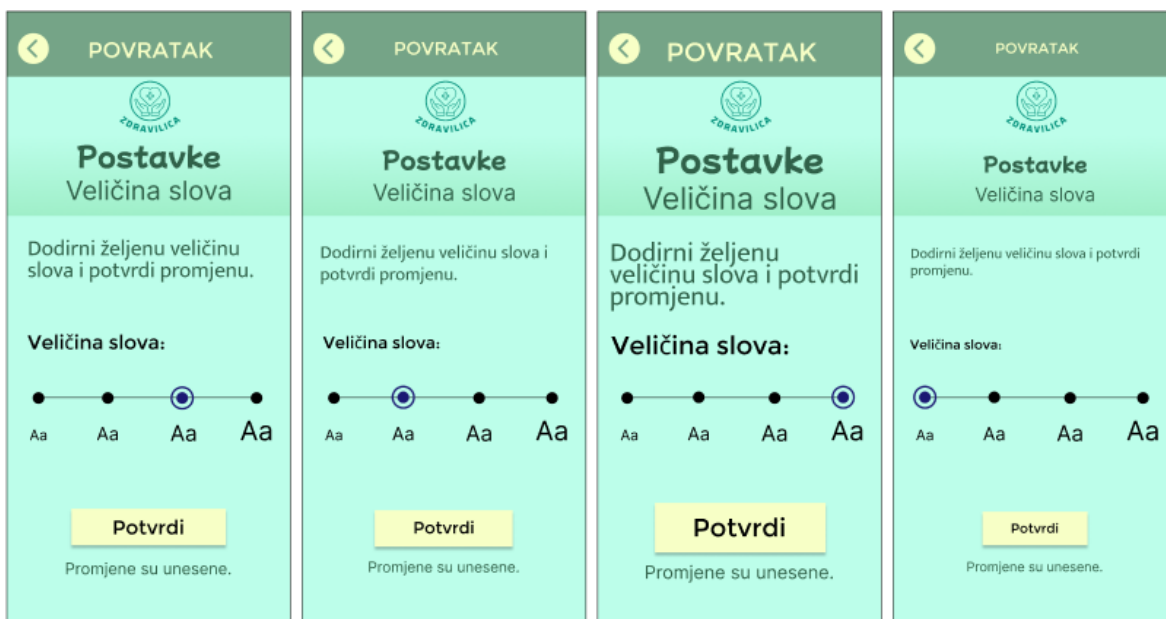 POVRATAK
ZDRAVILICA
Postavke
Veličina slova
Dodirni željenu veličinu
slova i potvrdi promjenu.
Veličina slova:
Aa Aa Aa Aa
Potvrdi
Promjene su unesene.
POVRATAK
ZDRAVILICA
Postavke
Veličina slova
Dodirni željenu veličinu slova i
potvrdi promjenu.
Veličina slova:
Aa Aa Aa Aa
Potvrdi
Promjene su unesene.
POVRATAK
ZDRAVILICA
Postavke
Veličina slova
Dodirni željenu
veličinu slova i potvrdi
promjenu.
Veličina slova:
Aa Aa Aa Aa
Potvrdi
Promjene su unesene.
POVRATAK
ZDRAVILICA
Postavke
Veličina slova
Dodirni željenu veličinu slova i potvrdi
promjenu.
Veličina slova:
Aa Aa Aa Aa
Potvrdi
Promjene su unesene.